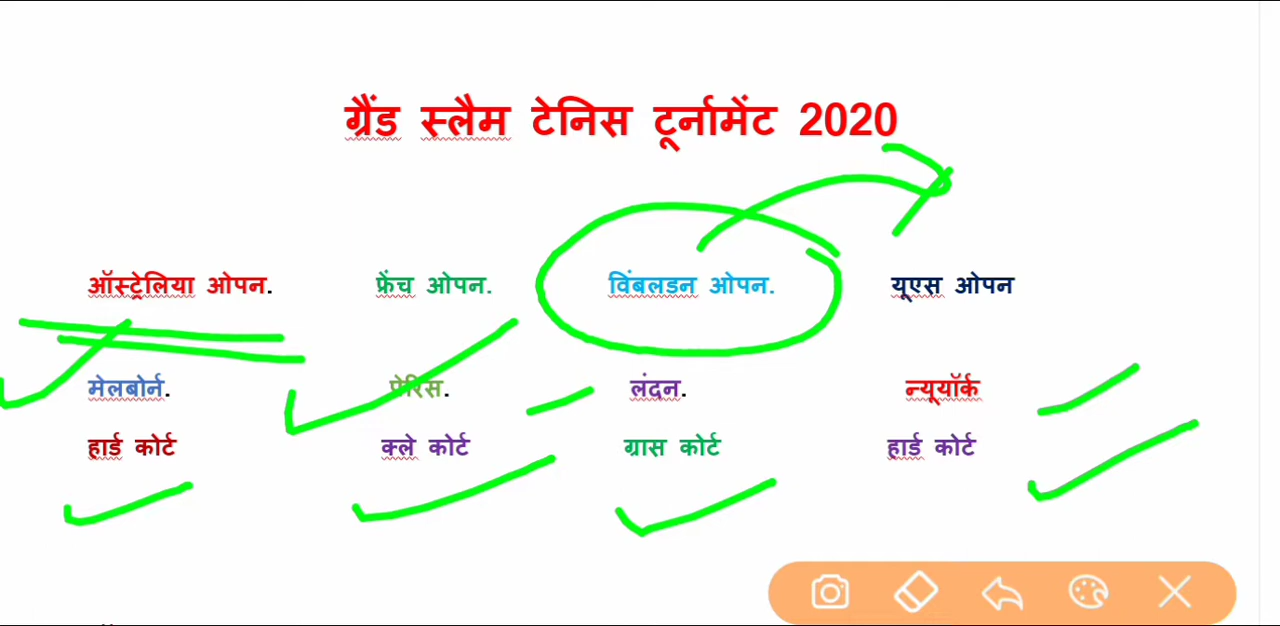 ग्रैंड स्लैम टेनिस टूर्नामेंट 2020
ऑस्ट्रेलिया ओपन. फ्रेंच ओपन. विंबलडन ओपन. यूएस ओपन
मेलबोर्न. पेरिस. लंदन. न्यूयॉर्क
हार्ड कोर्ट क्ले कोर्ट ग्रास कोर्ट हार्ड कोर्ट